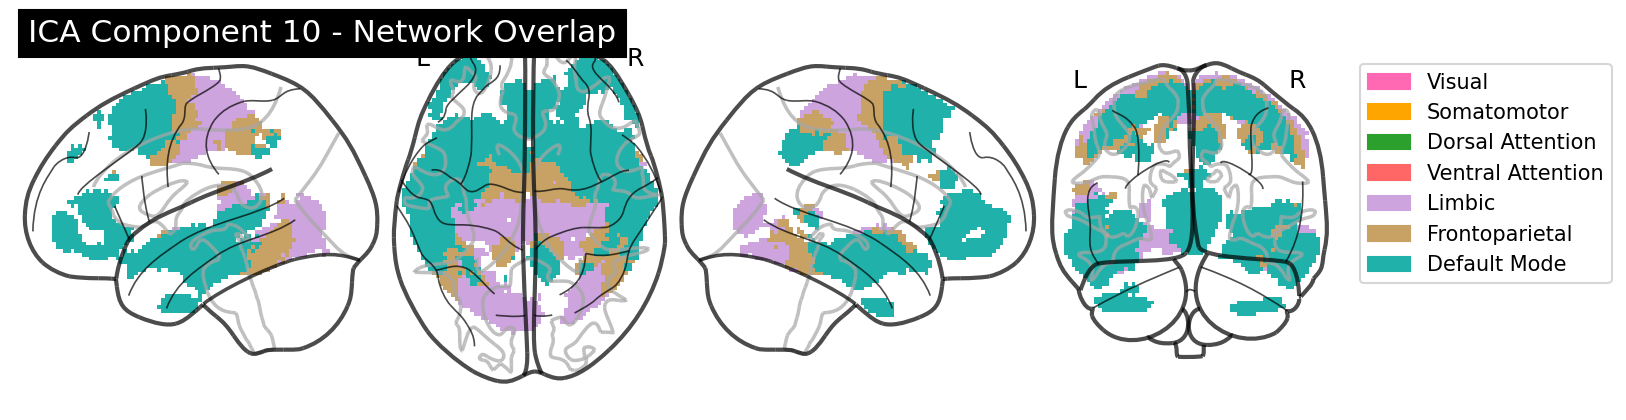 ICA Component 10 - Network Overlap
L R
L R
Visual
Somatomotor
Dorsal Attention
Ventral Attention
Limbic
Frontoparietal
Default Mode